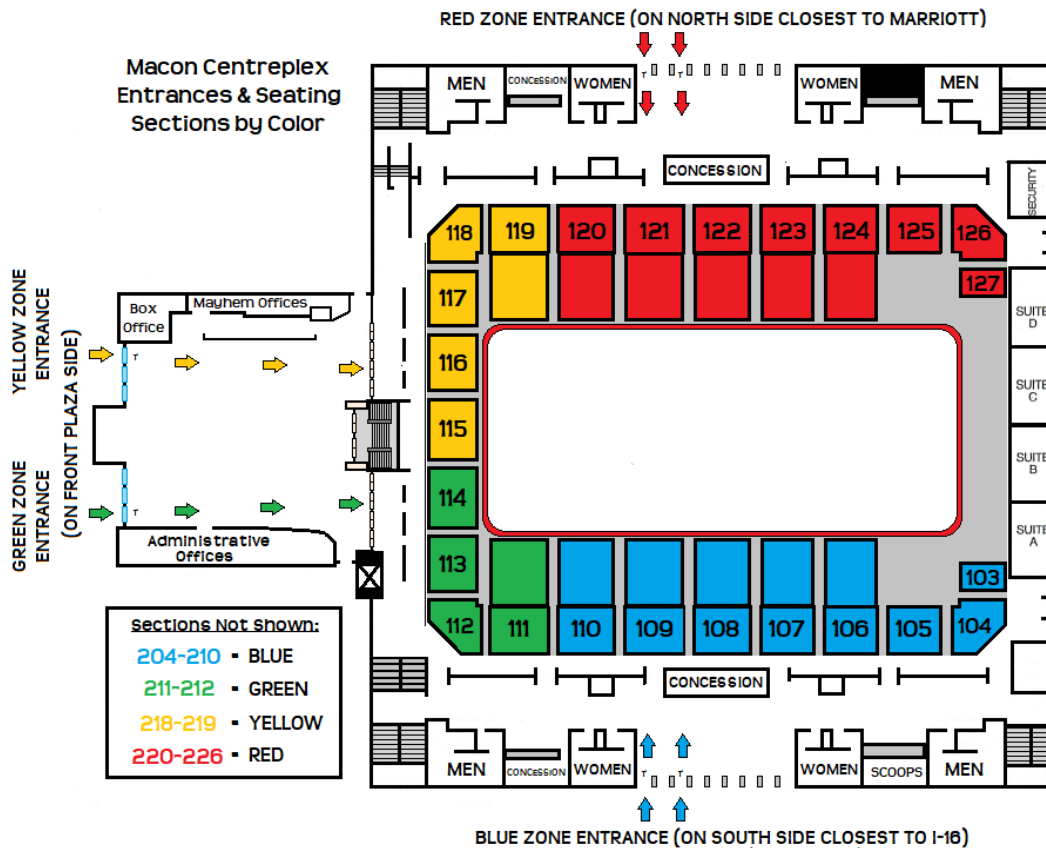 RED ZONE ENTRANCE (ON NORTH SIDE CLOSEST TO MARRIOTT)
Macon Centreplex
Entrances & Seating
Sections by Color
MEN
CONCESSION
WOMEN
T
T
WOMEN
MEN
CONCESSION
SECURITY
118
119
120
121
122
123
124
125
126
127
117
116
115
114
113
112
111
110
109
108
107
106
105
104
103
SUITE
D
SUITE
C
SUITE
B
SUITE
A
YELLOW ZONE
ENTRANCE
GREEN ZONE
ENTRANCE
(ON FRONT PLAZA SIDE)
Box
Office
Mayhem Offices
T
T
Administrative
Offices
Sections Not Shown:
204-210 - BLUE
211-212 - GREEN
218-219 - YELLOW
220-226 - RED
CONCESSION
MEN
CONCESSION
WOMEN
T
T
WOMEN
SCOOPS
MEN
BLUE ZONE ENTRANCE (ON SOUTH SIDE CLOSEST TO I-16)